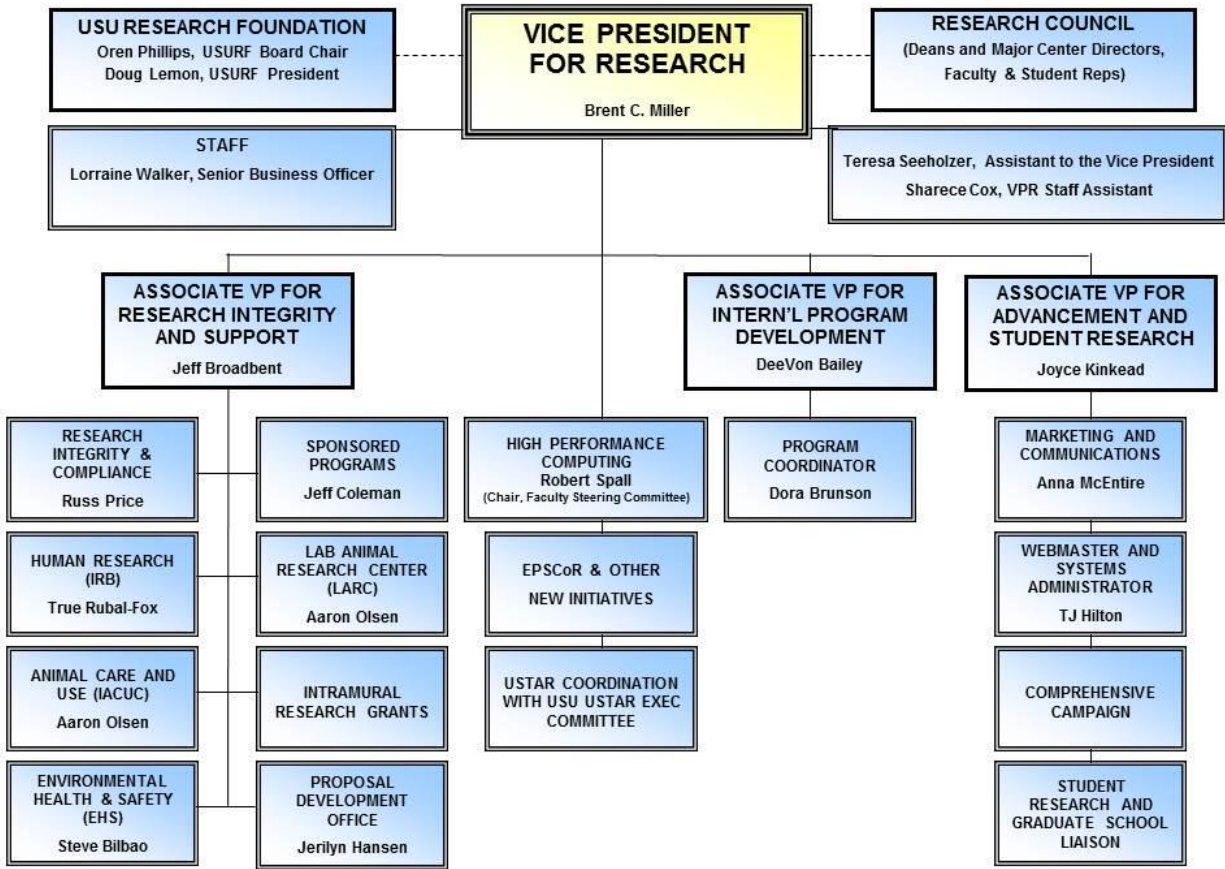 USU RESEARCH FOUNDATION
Oren Phillips, USURF Board Chair
Doug Lemon, USURF President
VICE PRESIDENT
FOR RESEARCH
Brent C. Miller
RESEARCH COUNCIL
(Deans and Major Center Directors,
Faculty & Student Reps)
STAFF
Lorraine Walker, Senior Business Officer
Teresa Seeholzer, Assistant to the Vice President
Sharece Cox, VPR Staff Assistant
ASSOCIATE VP FOR
RESEARCH INTEGRITY
AND SUPPORT
Jeff Broadbent
ASSOCIATE VP FOR
INTERN'L PROGRAM
DEVELOPMENT
DeeVon Bailey
ASSOCIATE VP FOR
ADVANCEMENT AND
STUDENT RESEARCH
Joyce Kinkead
RESEARCH
INTEGRITY &
COMPLIANCE
Russ Price
SPONSORED
PROGRAMS
Jeff Coleman
HIGH PERFORMANCE
COMPUTING
Robert Spall
(Chair, Faculty Steering Committee)
PROGRAM
COORDINATOR
Dora Brunson
MARKETING AND
COMMUNICATIONS
Anna McEntire
HUMAN RESEARCH
(IRB)
True Rubal-Fox
LAB ANIMAL
RESEARCH CENTER
(LARC)
Aaron Olsen
EPSCoR & OTHER
NEW INITIATIVES
WEBMASTER AND
SYSTEMS
ADMINISTRATOR
TJ Hilton
ANIMAL CARE AND
USE (IACUC)
Aaron Olsen
INTRAMURAL
RESEARCH GRANTS
USTAR COORDINATION
WITH USU USTAR EXEC
COMMITTEE
COMPREHENSIVE
CAMPAIGN
ENVIRONMENTAL
HEALTH & SAFETY
(EHS)
Steve Bilbao
PROPOSAL
DEVELOPMENT
OFFICE
Jerilyn Hansen
STUDENT
RESEARCH AND
GRADUATE SCHOOL
LIAISON